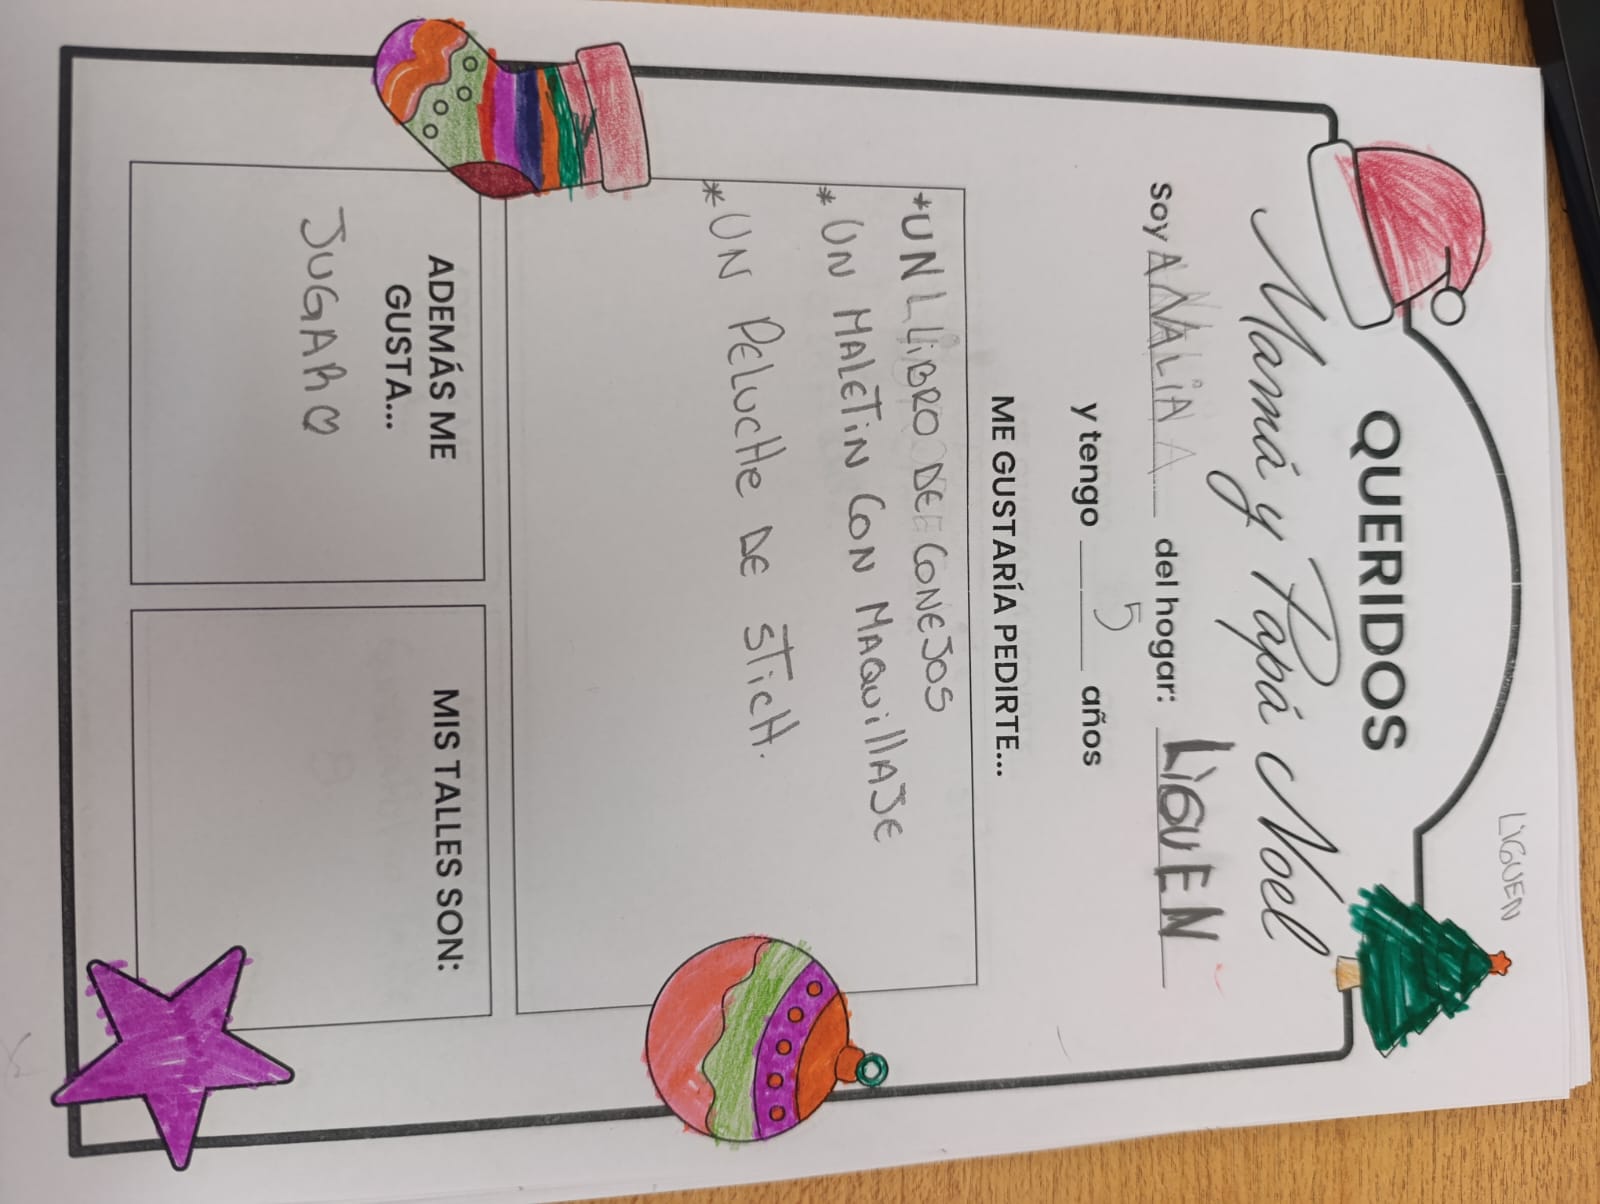 LIGUEN
QUERIDOS
Mamá y Papá Noel
Soy ANALIA del hogar: LIGUEN
y tengo 5 años
ME GUSTARÍA PEDIRTE...
*UN LIBRO DE CONEJOS
* UN MALETIN CON MAQUILLAJE
*UN PELUCHE DE STICH.
ADEMÁS ME
GUSTA...
JUGAR ♡
MIS TALLES SON: